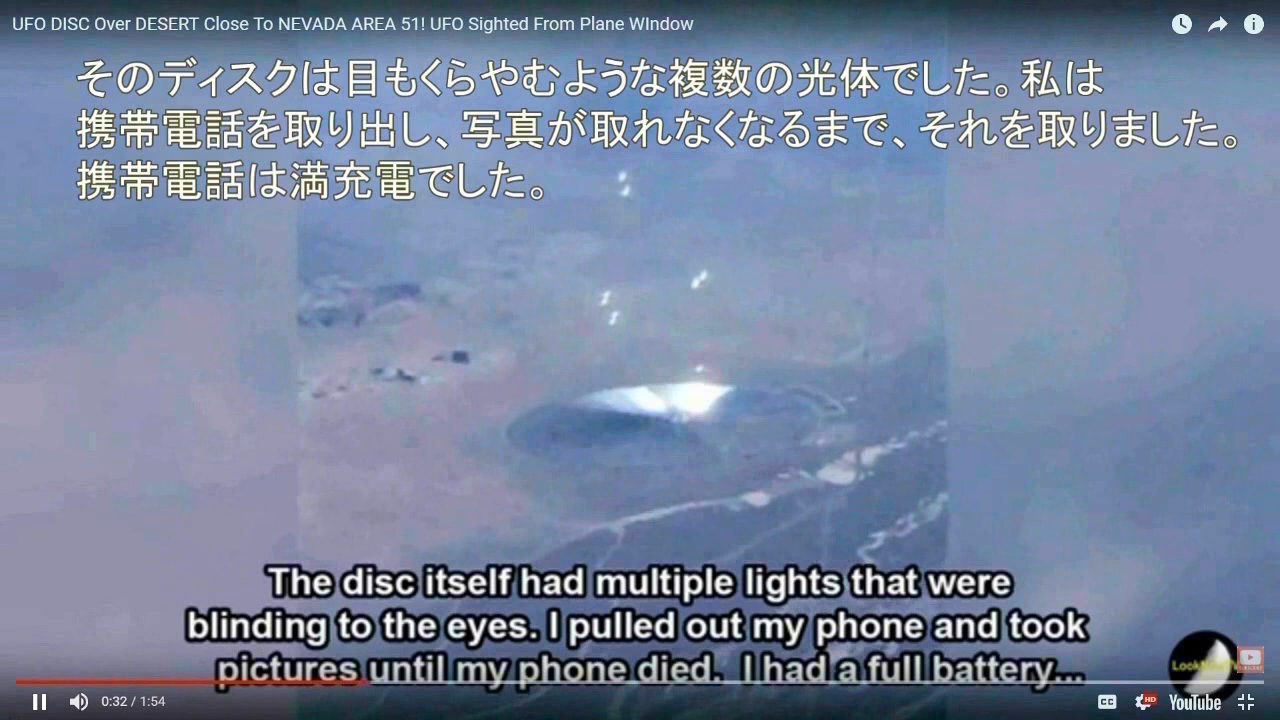 UFO DISC Over DESERT Close To NEVADA AREA 51! UFO Sighted From Plane WIndow
そのディスクは目もくらやむような複数の光体でした。私は
携帯電話を取り出し、写真が取れなくなるまで、それを取りました。
携帯電話は満充電でした。
The disc itself had multiple lights that were
blinding to the eyes. I pulled out my phone and took
pictures until my phone died. I had a full battery...
0:32 / 1:54
CC
HD
YouTube